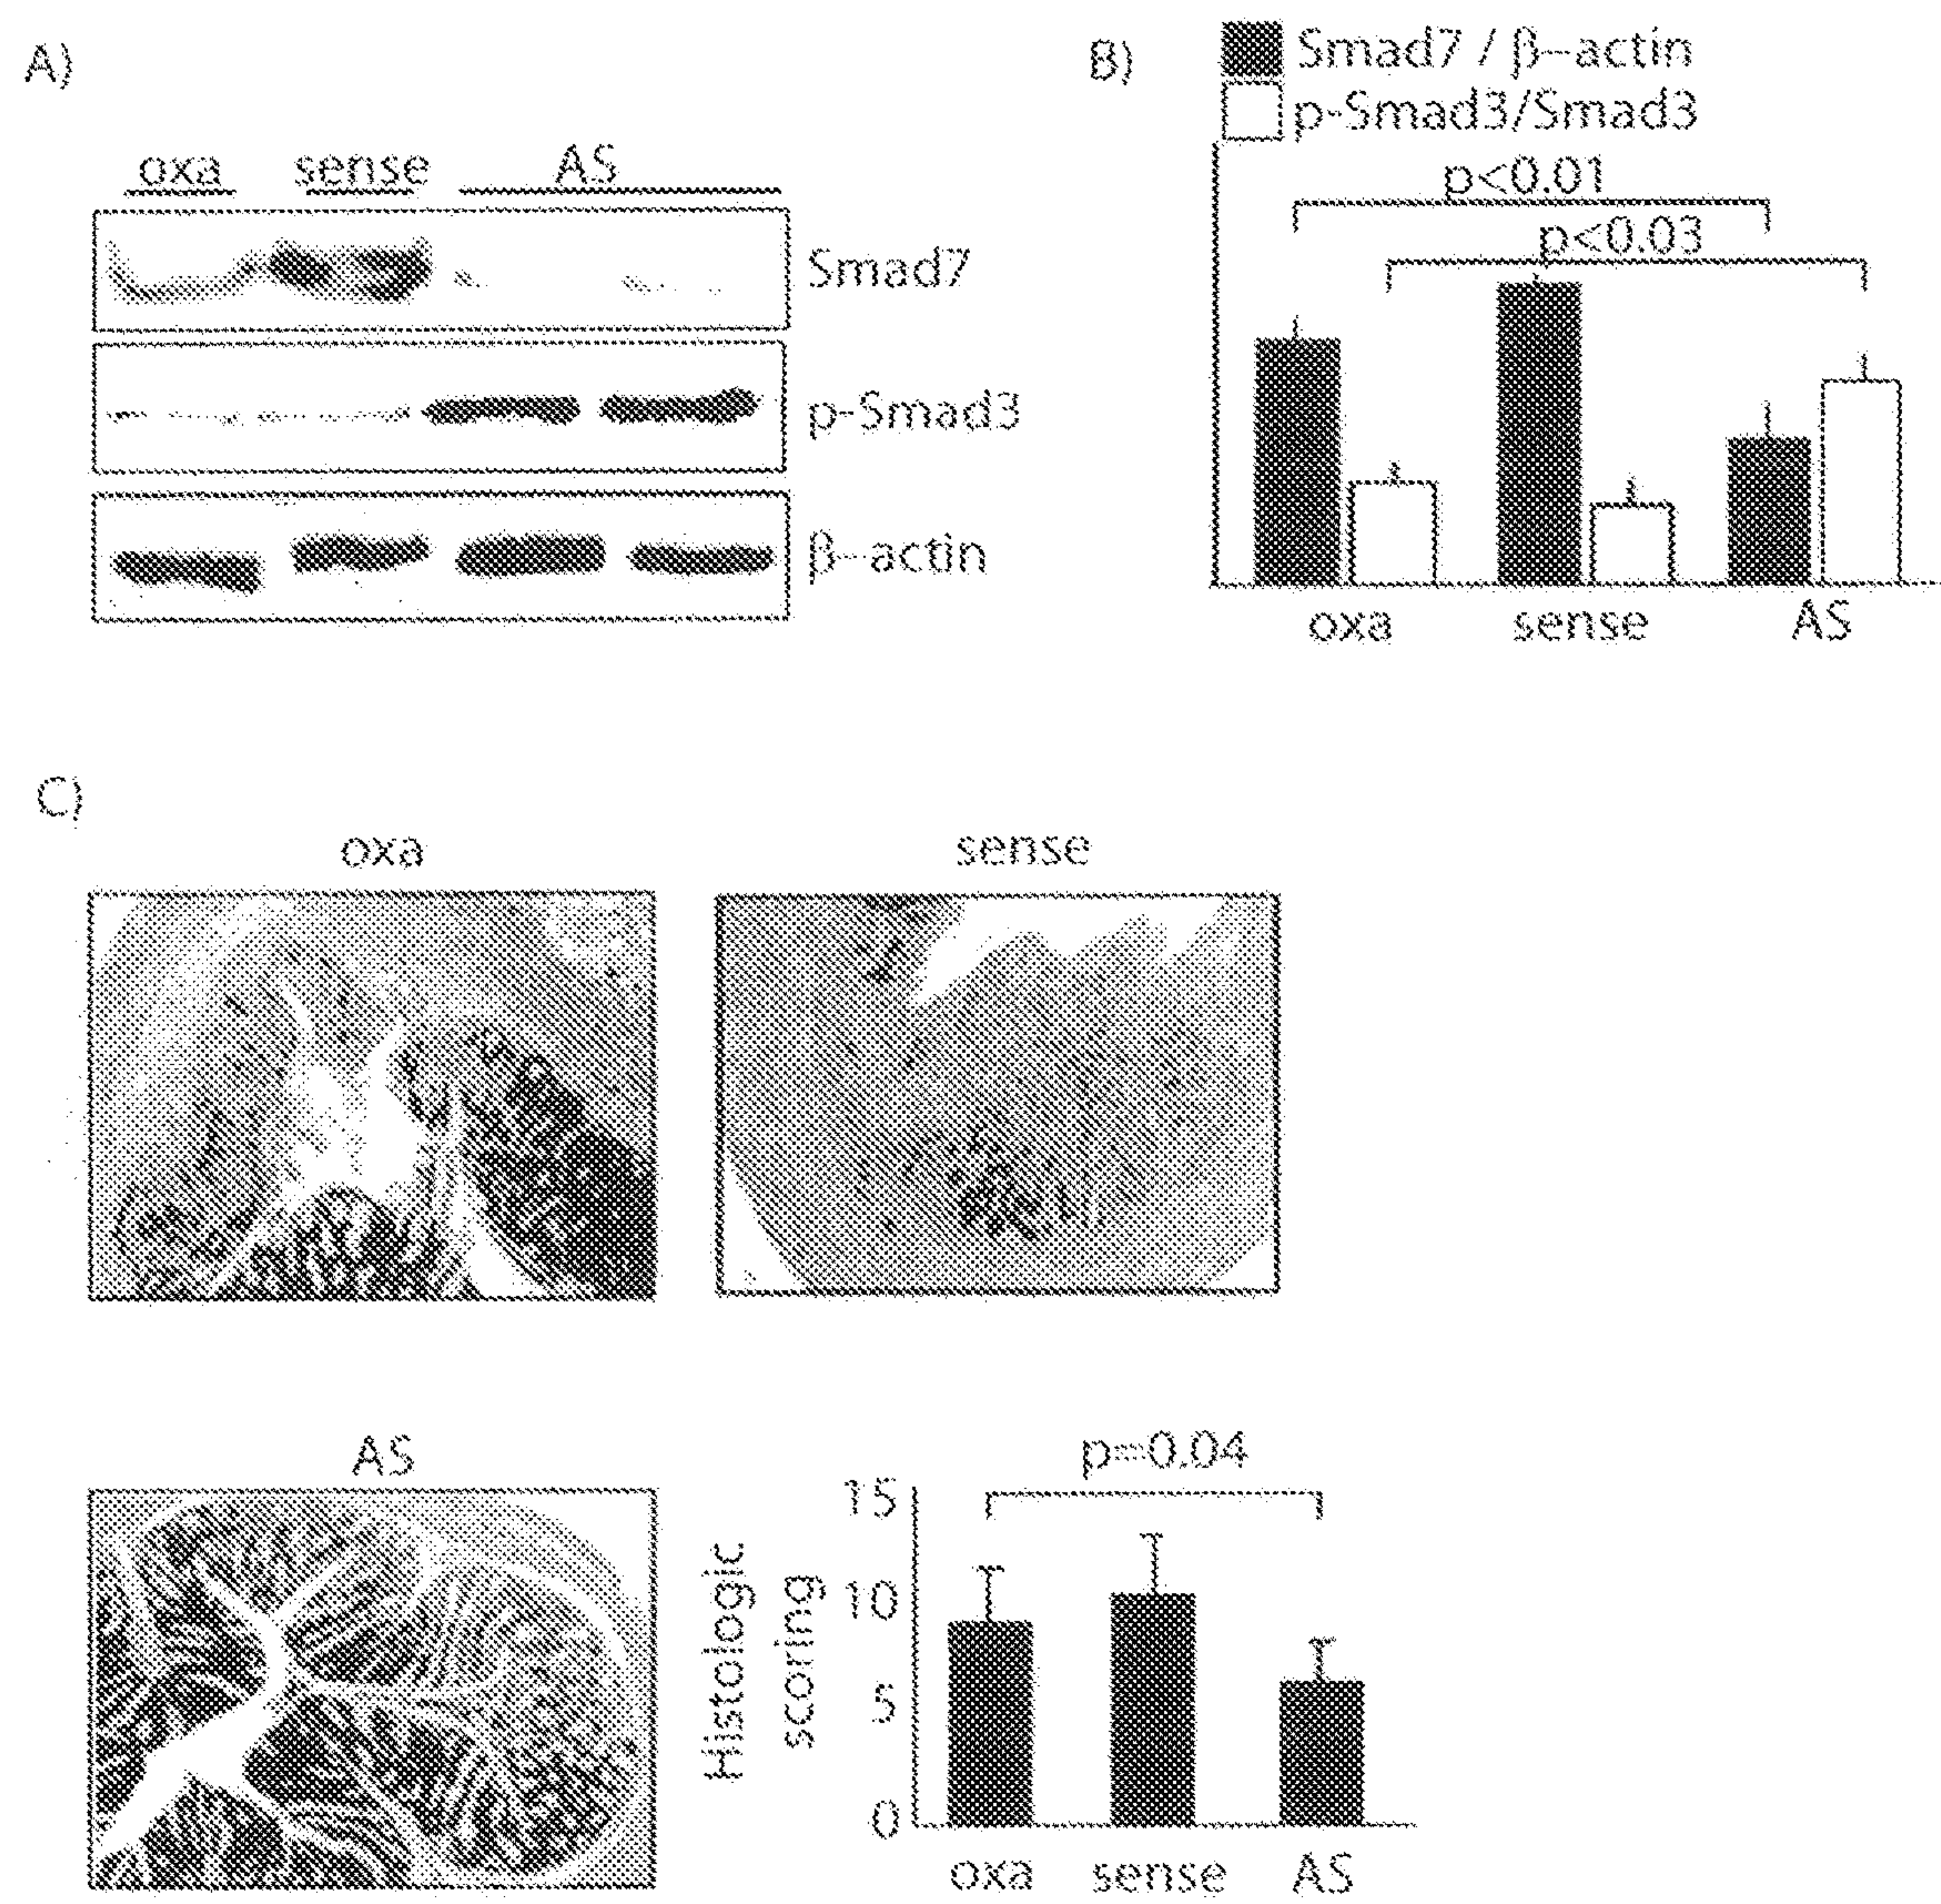 A)
oxa sense AS
Smad7
p-Smad3
β-actin
B)
Smad7 / β-actin
p-Smad3/Smad3
p<0.01
p<0.03
oxa sense AS
C)
oxa
sense
AS
p=0.04
Histologic
scoring
15
10
5
0
oxa sense AS